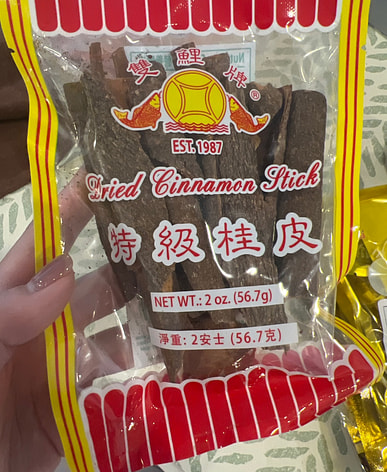 雙鯉牌®
EST. 1987
Dried Cinnamon Stick
特級桂皮
NET WT.: 2 oz. (56.7g)
淨重: 2安士 (56.7克)